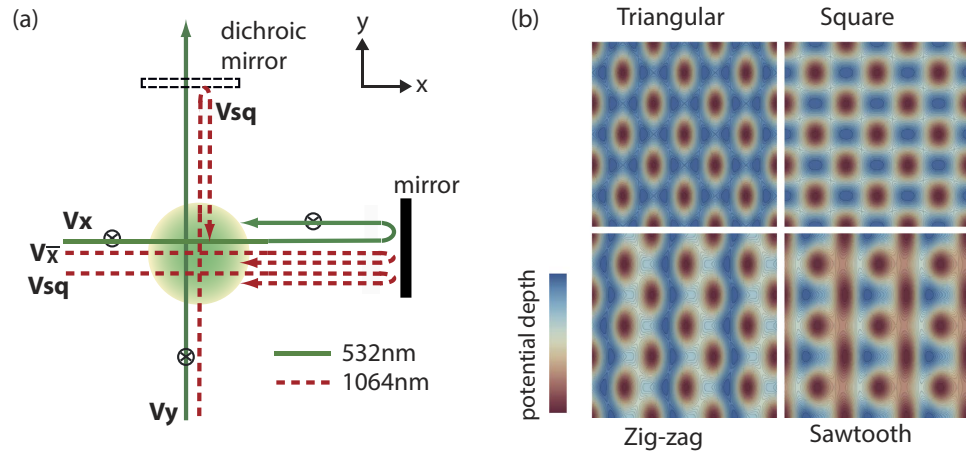 (a)
dichroic
mirror
y
x
Vsq
mirror
Vx
Vx̅
Vsq
532nm
1064nm
Vy
(b)
Triangular
Square
potential depth
Zig-zag
Sawtooth